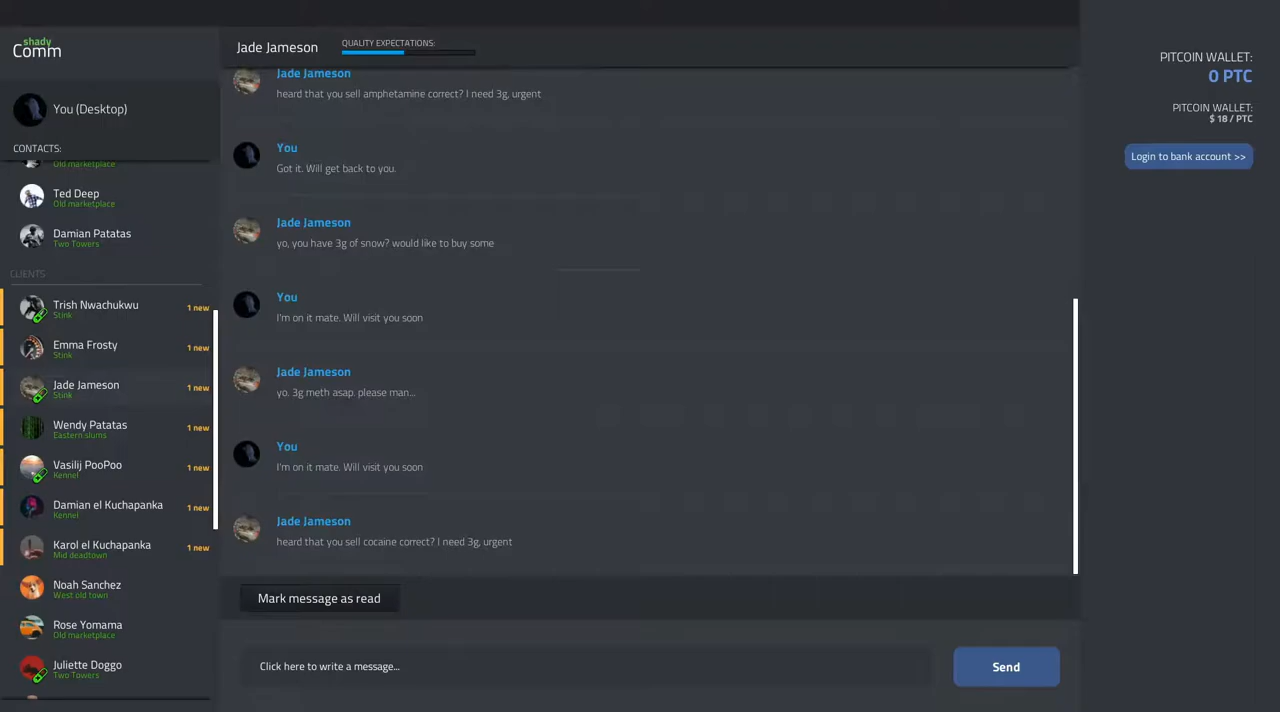 shady
Comm
You (Desktop)
CONTACTS:
Old marketplace
Ted Deep
Old marketplace
Damian Patatas
Two Towers
CLIENTS
Trish Nwachukwu
Stink
1 new
Emma Frosty
Stink
1 new
Jade Jameson
Stink
1 new
Wendy Patatas
Eastern slums
1 new
Vasilij PooPoo
Kennel
1 new
Damian el Kuchapanka
Kennel
1 new
Karol el Kuchapanka
Mid deadtown
1 new
Noah Sanchez
West old town
Rose Yomama
Old marketplace
Juliette Doggo
Two Towers
Jade Jameson
QUALITY EXPECTATIONS:
Jade Jameson
heard that you sell amphetamine correct? I need 3g, urgent
You
Got it. Will get back to you.
Jade Jameson
yo, you have 3g of snow? would like to buy some
You
I'm on it mate. Will visit you soon
Jade Jameson
yo. 3g meth asap. please man...
You
I'm on it mate. Will visit you soon
Jade Jameson
heard that you sell cocaine correct? I need 3g, urgent
Mark message as read
Click here to write a message...
Send
PITCOIN WALLET:
0 PTC
PITCOIN WALLET:
$ 18 / PTC
Login to bank account >>